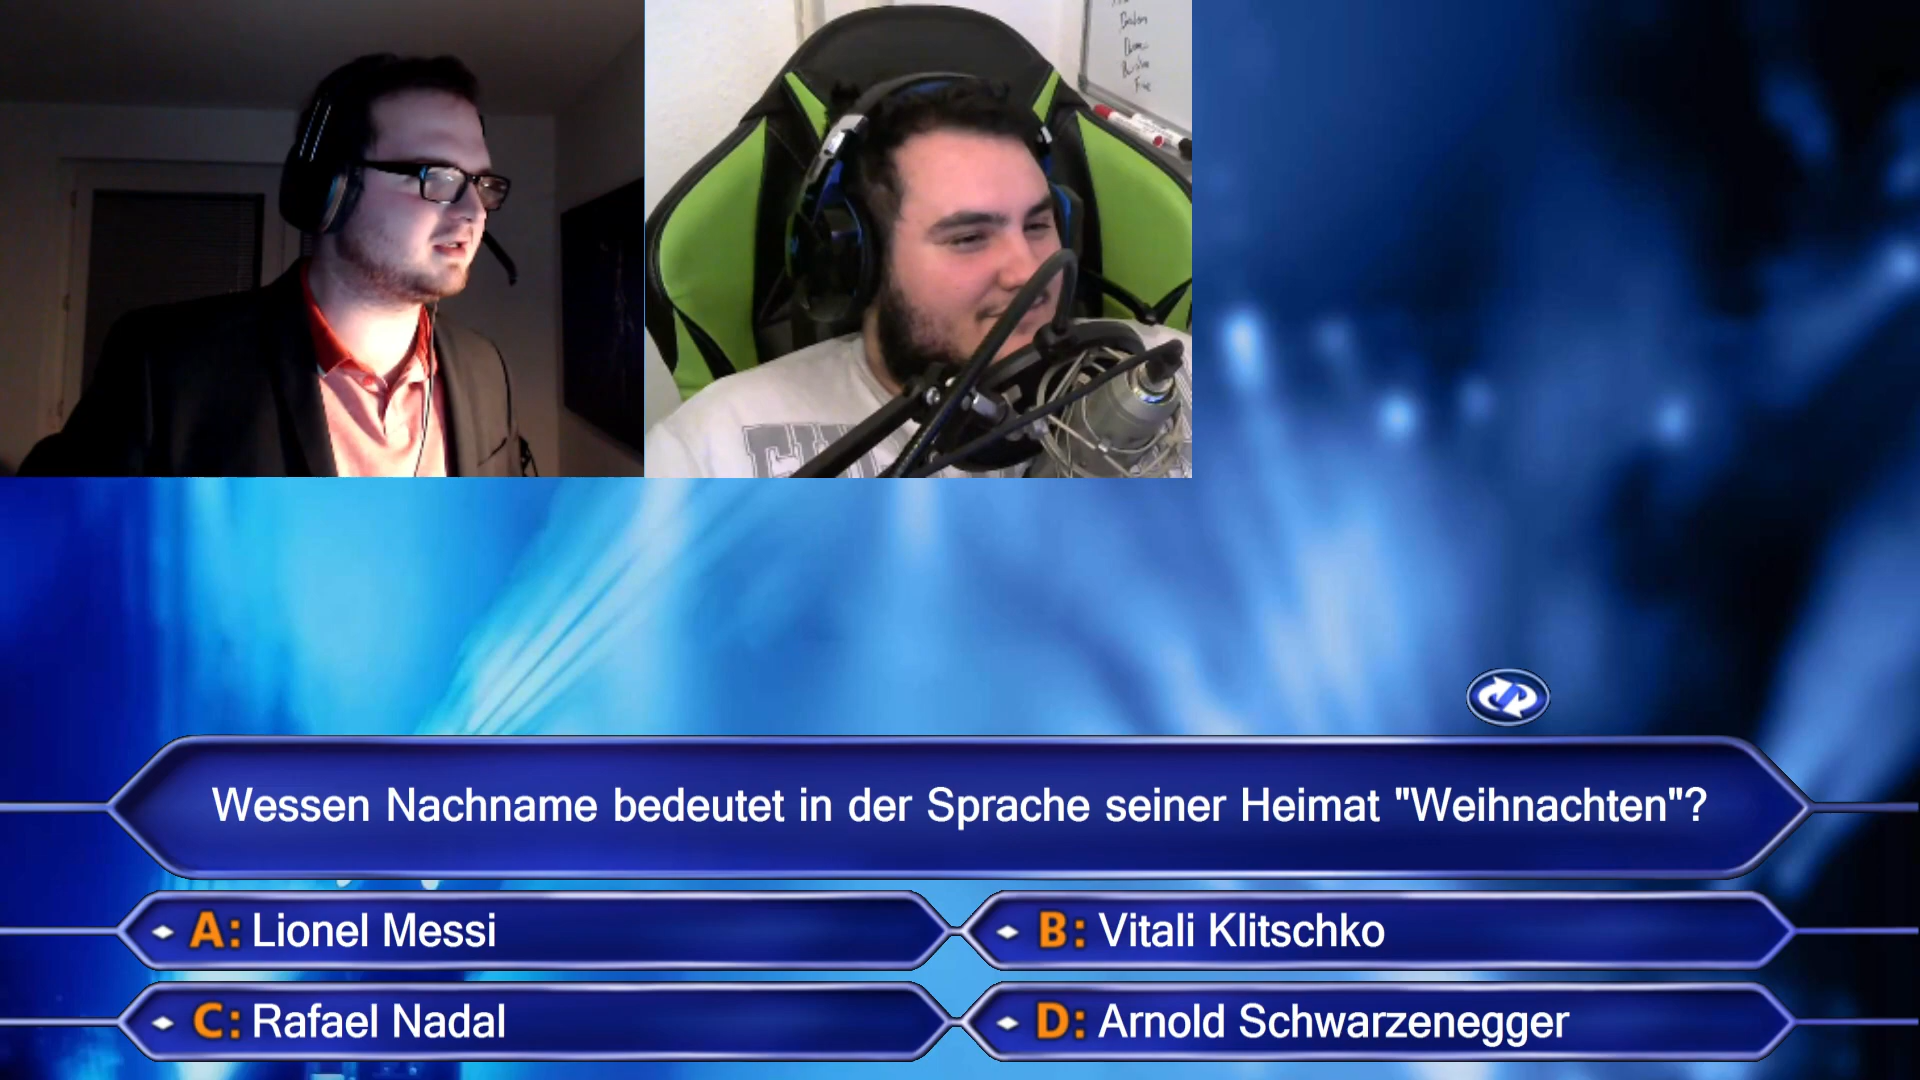 Wessen Nachname bedeutet in der Sprache seiner Heimat "Weihnachten"?
A: Lionel Messi
B: Vitali Klitschko
C: Rafael Nadal
D: Arnold Schwarzenegger